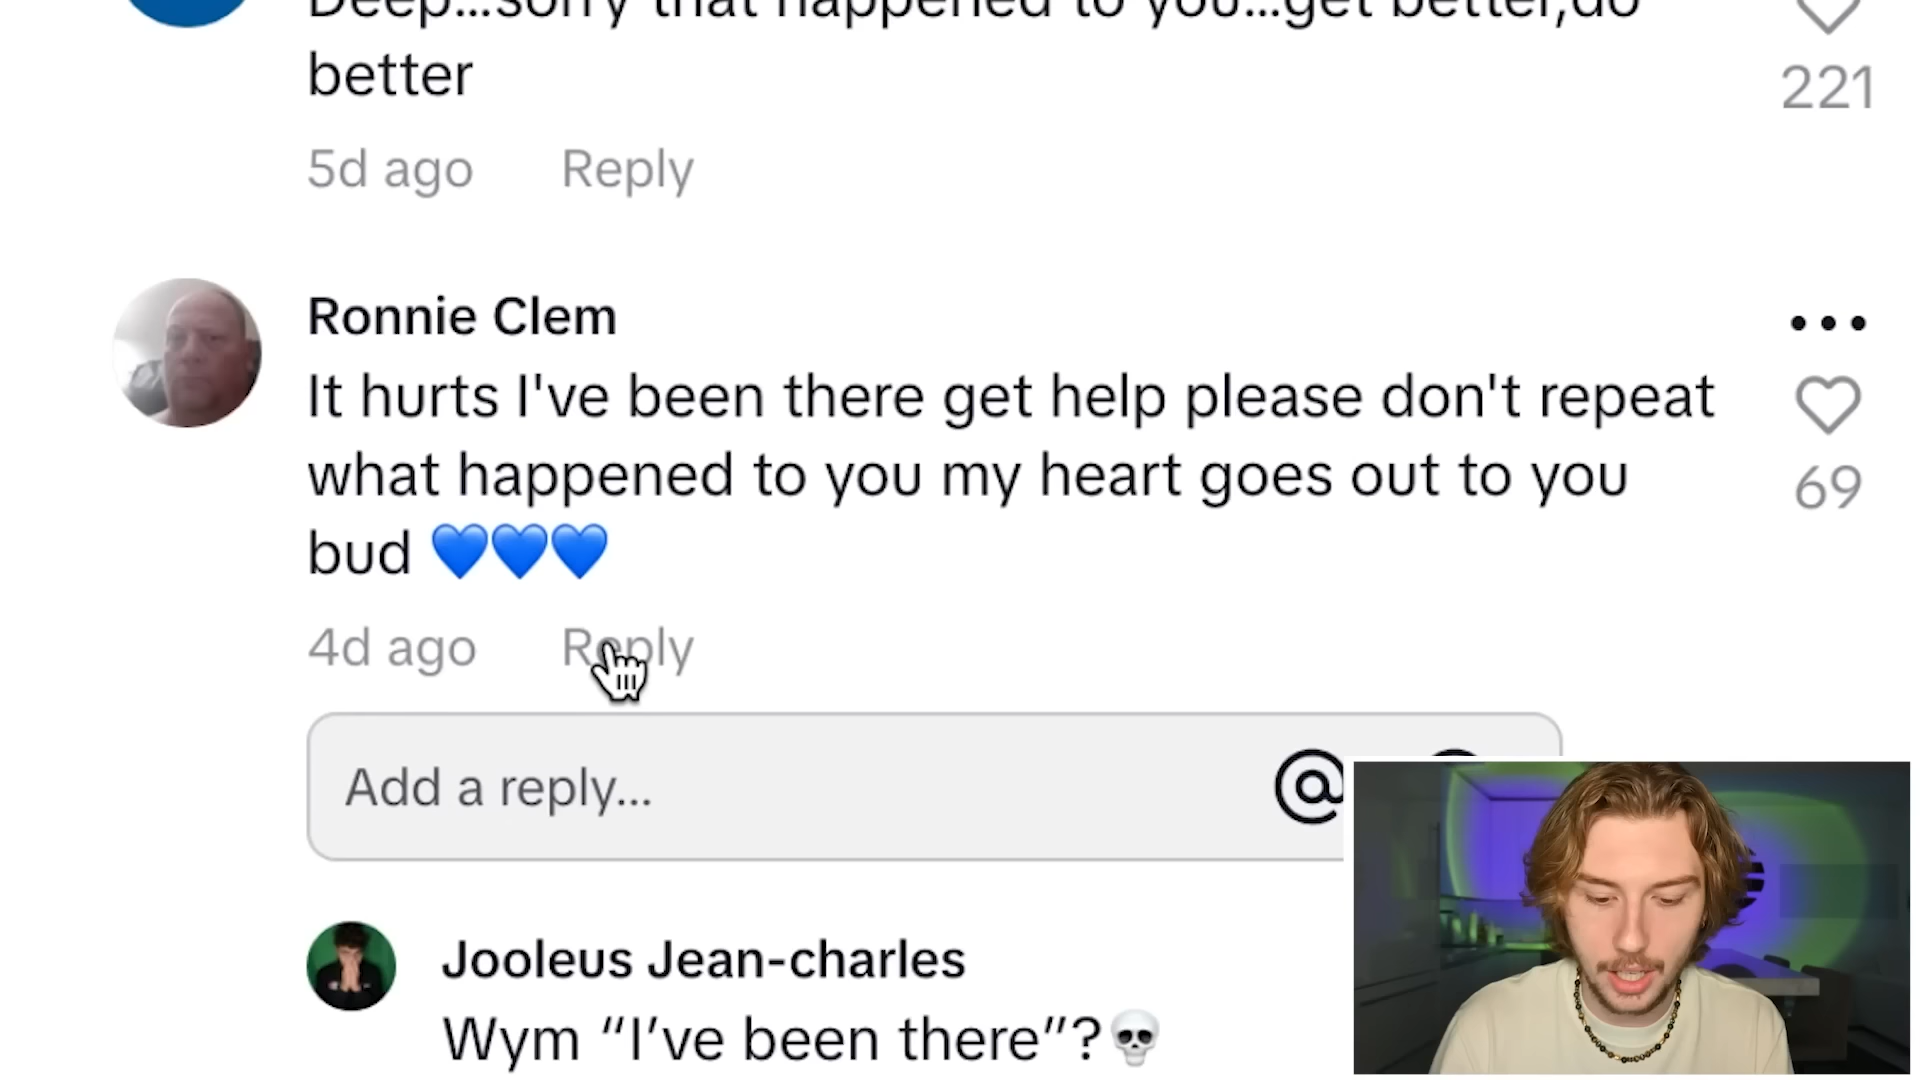 Deep...sorry that happened to you...get better,do
better
221
5d ago Reply
Ronnie Clem
It hurts I've been there get help please don't repeat
what happened to you my heart goes out to you
bud 💙💙💙
69
4d ago Reply
Add a reply...
@
Jooleus Jean-charles
Wym “I’ve been there”?💀